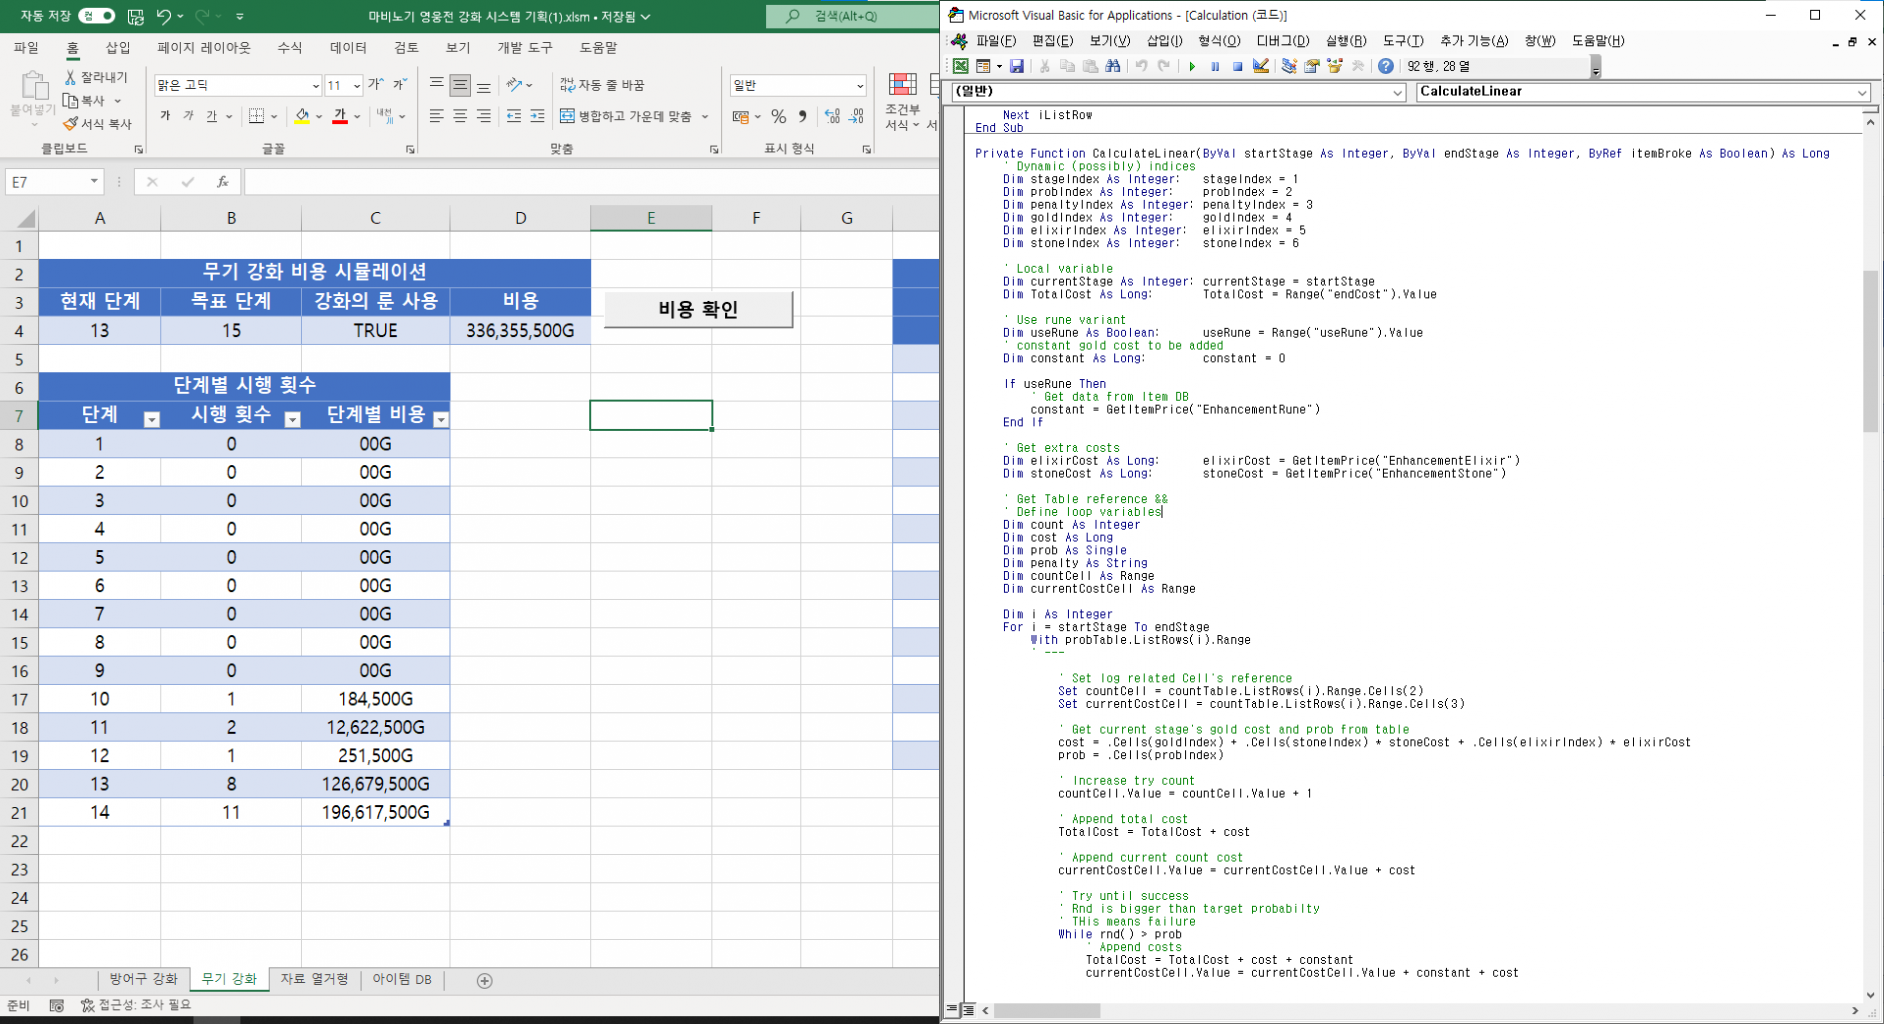 자동 저장 켬 마비노기 영웅전 강화 시스템 기획(1).xlsm • 저장됨 검색(Alt+Q)
파일 홈 삽입 페이지 레이아웃 수식 데이터 검토 보기 개발 도구 도움말
붙여넣기
잘라내기
복사
서식 복사
맑은 고딕 11 가 가
가 가 가 가
자동 줄 바꿈
병합하고 가운데 맞춤
일반
% ,
조건부
서식
클립보드 글꼴 맞춤 표시 형식
E7 fx
A B C D E F G
1
2 무기 강화 비용 시뮬레이션
3 현재 단계 목표 단계 강화의 룬 사용 비용 비용 확인
4 13 15 TRUE 336,355,500G
5
6 단계별 시행 횟수
7 단계 시행 횟수 단계별 비용
8 1 0 00G
9 2 0 00G
10 3 0 00G
11 4 0 00G
12 5 0 00G
13 6 0 00G
14 7 0 00G
15 8 0 00G
16 9 0 00G
17 10 1 184,500G
18 11 2 12,622,500G
19 12 1 251,500G
20 13 8 126,679,500G
21 14 11 196,617,500G
22
23
24
25
26
방어구 강화 무기 강화 자료 열거형 아이템 DB
준비 접근성: 조사 필요
Microsoft Visual Basic for Applications - [Calculation (코드)]
파일(F) 편집(E) 보기(V) 삽입(I) 형식(O) 디버그(D) 실행(R) 도구(T) 추가 기능(A) 창(W) 도움말(H)
92 행, 28 열
(일반) CalculateLinear
Next iListRow
End Sub
Private Function CalculateLinear(ByVal startStage As Integer, ByVal endStage As Integer, ByRef itemBroke As Boolean) As Long
' Dynamic (possibly) indices
Dim stageIndex As Integer: stageIndex = 1
Dim probIndex As Integer: probIndex = 2
Dim penaltyIndex As Integer: penaltyIndex = 3
Dim goldIndex As Integer: goldIndex = 4
Dim elixirIndex As Integer: elixirIndex = 5
Dim stoneIndex As Integer: stoneIndex = 6
' Local variable
Dim currentStage As Integer: currentStage = startStage
Dim TotalCost As Long: TotalCost = Range("endCost").Value
' Use rune variant
Dim useRune As Boolean: useRune = Range("useRune").Value
' constant gold cost to be added
Dim constant As Long: constant = 0
If useRune Then
' Get data from Item DB
constant = GetItemPrice("EnhancementRune")
End If
' Get extra costs
Dim elixirCost As Long: elixirCost = GetItemPrice("EnhancementElixir")
Dim stoneCost As Long: stoneCost = GetItemPrice("EnhancementStone")
' Get Table reference &&
' Define loop variables
Dim count As Integer
Dim cost As Long
Dim prob As Single
Dim penalty As String
Dim countCell As Range
Dim currentCostCell As Range
Dim i As Integer
For i = startStage To endStage
With probTable.ListRows(i).Range
' ---
' Set log related Cell's reference
Set countCell = countTable.ListRows(i).Range.Cells(2)
Set currentCostCell = countTable.ListRows(i).Range.Cells(3)
' Get current stage's gold cost and prob from table
cost = .Cells(goldIndex) + .Cells(stoneIndex) * stoneCost + .Cells(elixirIndex) * elixirCost
prob = .Cells(probIndex)
' Increase try count
countCell.Value = countCell.Value + 1
' Append total cost
TotalCost = TotalCost + cost
' Append current count cost
currentCostCell.Value = currentCostCell.Value + cost
' Try until success
' Rnd is bigger than target probabilty
' THis means failure
While rnd() > prob
' Append costs
TotalCost = TotalCost + cost + constant
currentCostCell.Value = currentCostCell.Value + constant + cost